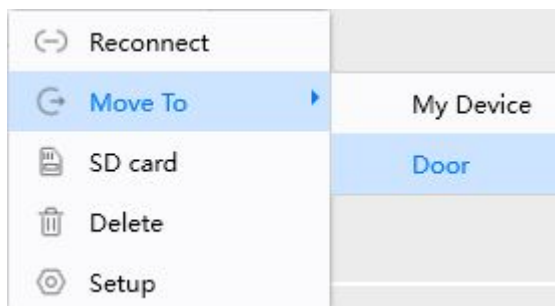 Reconnect
Move To
SD card
Delete
Setup
My Device
Door